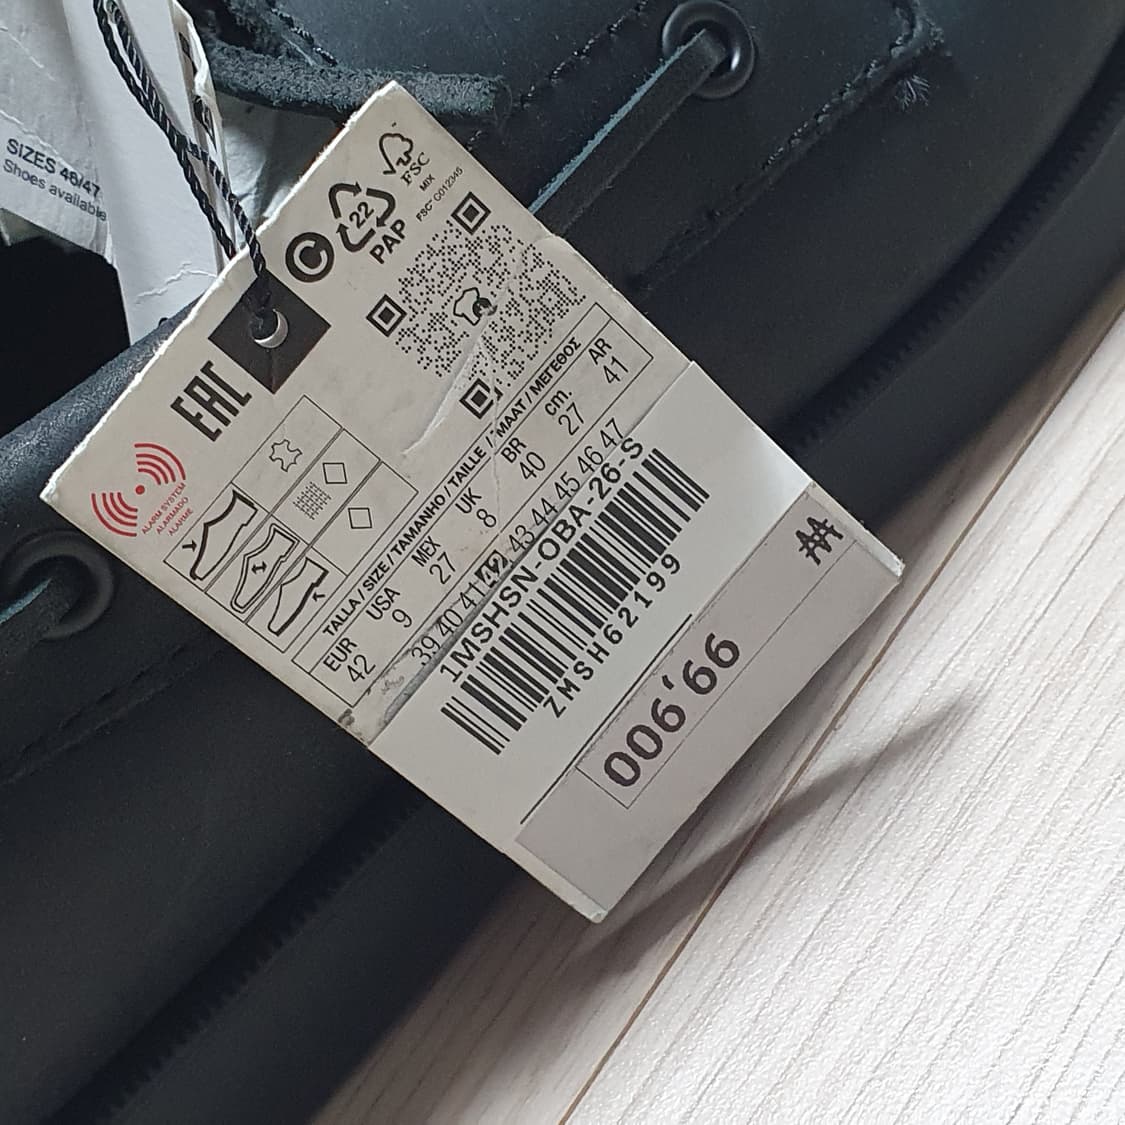 SIZES 46/47
Shoes available
FSC
MIX
FSC™ C012345
22
PAP
EAC
ALARM SYSTEM
ALARMADO
ALARME
TALLA / SIZE / TAMANHO / TAILLE / MAAT / ΜΕΓΕΘΟΣ
EUR USA MEX UK BR cm. AR
42 9 27 8 40 27 41
39 40 41 42 43 44 45 46 47
1MSHSN-OBA-26-S
ZMSH62199
₳₳
006'66